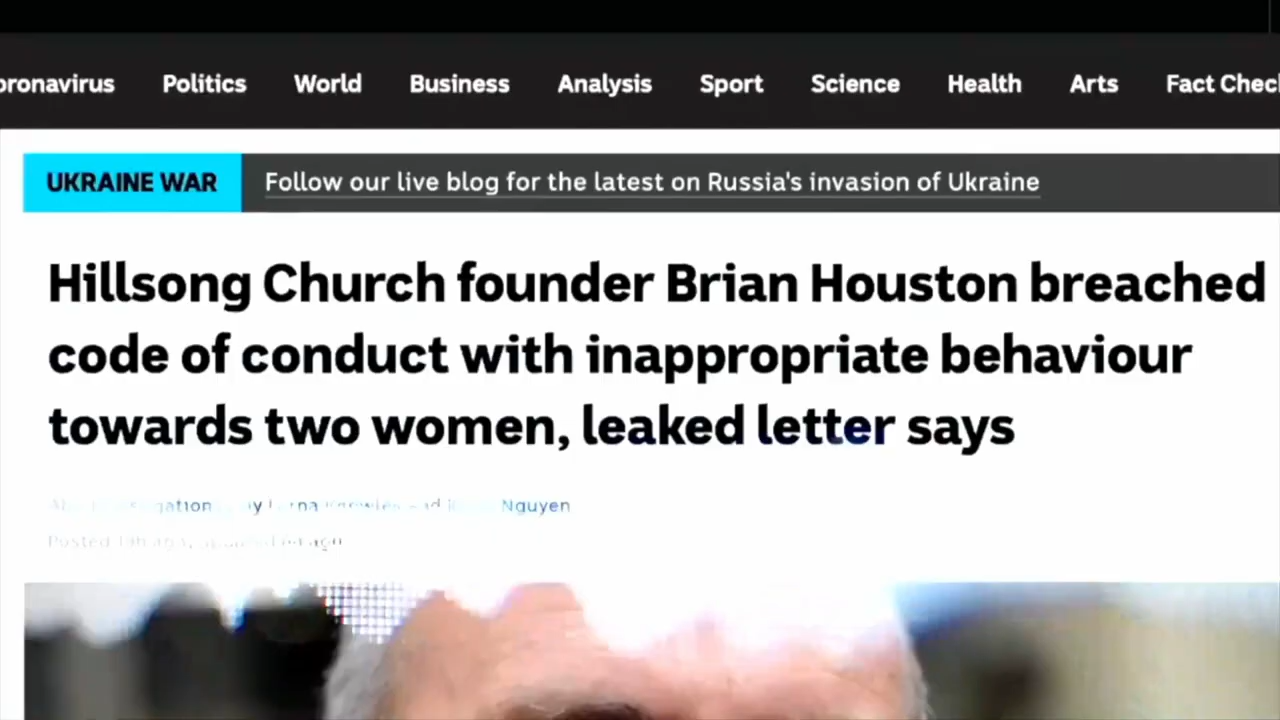 oronavirus Politics World Business Analysis Sport Science Health Arts Fact Chec
UKRAINE WAR Follow our live blog for the latest on Russia's invasion of Ukraine
Hillsong Church founder Brian Houston breached
code of conduct with inappropriate behaviour
towards two women, leaked letter says
Nguyen
Posted